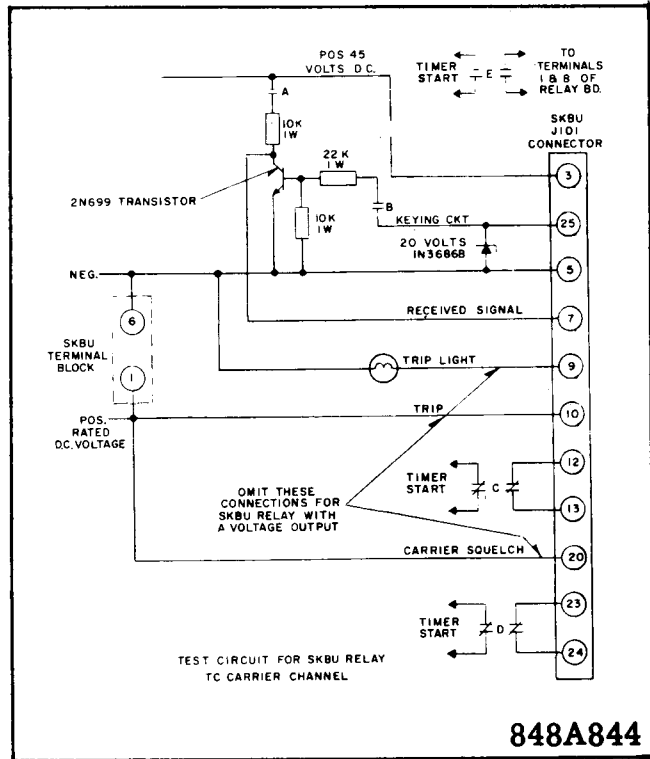 POS 45
VOLTS D.C.
TIMER
START
E
TO
TERMINALS
1 & 8 OF
RELAY BD.
A
10K
1W
SKBU
J101
CONNECTOR
22 K
1W
3
2N699 TRANSISTOR
B
KEYING CKT
25
10K
1W
20 VOLTS
1N3686B
NEG.
5
6
RECEIVED SIGNAL
7
SKBU
TERMINAL
BLOCK
TRIP LIGHT
9
1
POS.
RATED
D.C. VOLTAGE
TRIP
10
12
TIMER
START
C
OMIT THESE
CONNECTIONS FOR
SKBU RELAY WITH
A VOLTAGE OUTPUT
13
CARRIER SQUELCH
20
23
TIMER
START
D
24
TEST CIRCUIT FOR SKBU RELAY
TC CARRIER CHANNEL
848A844